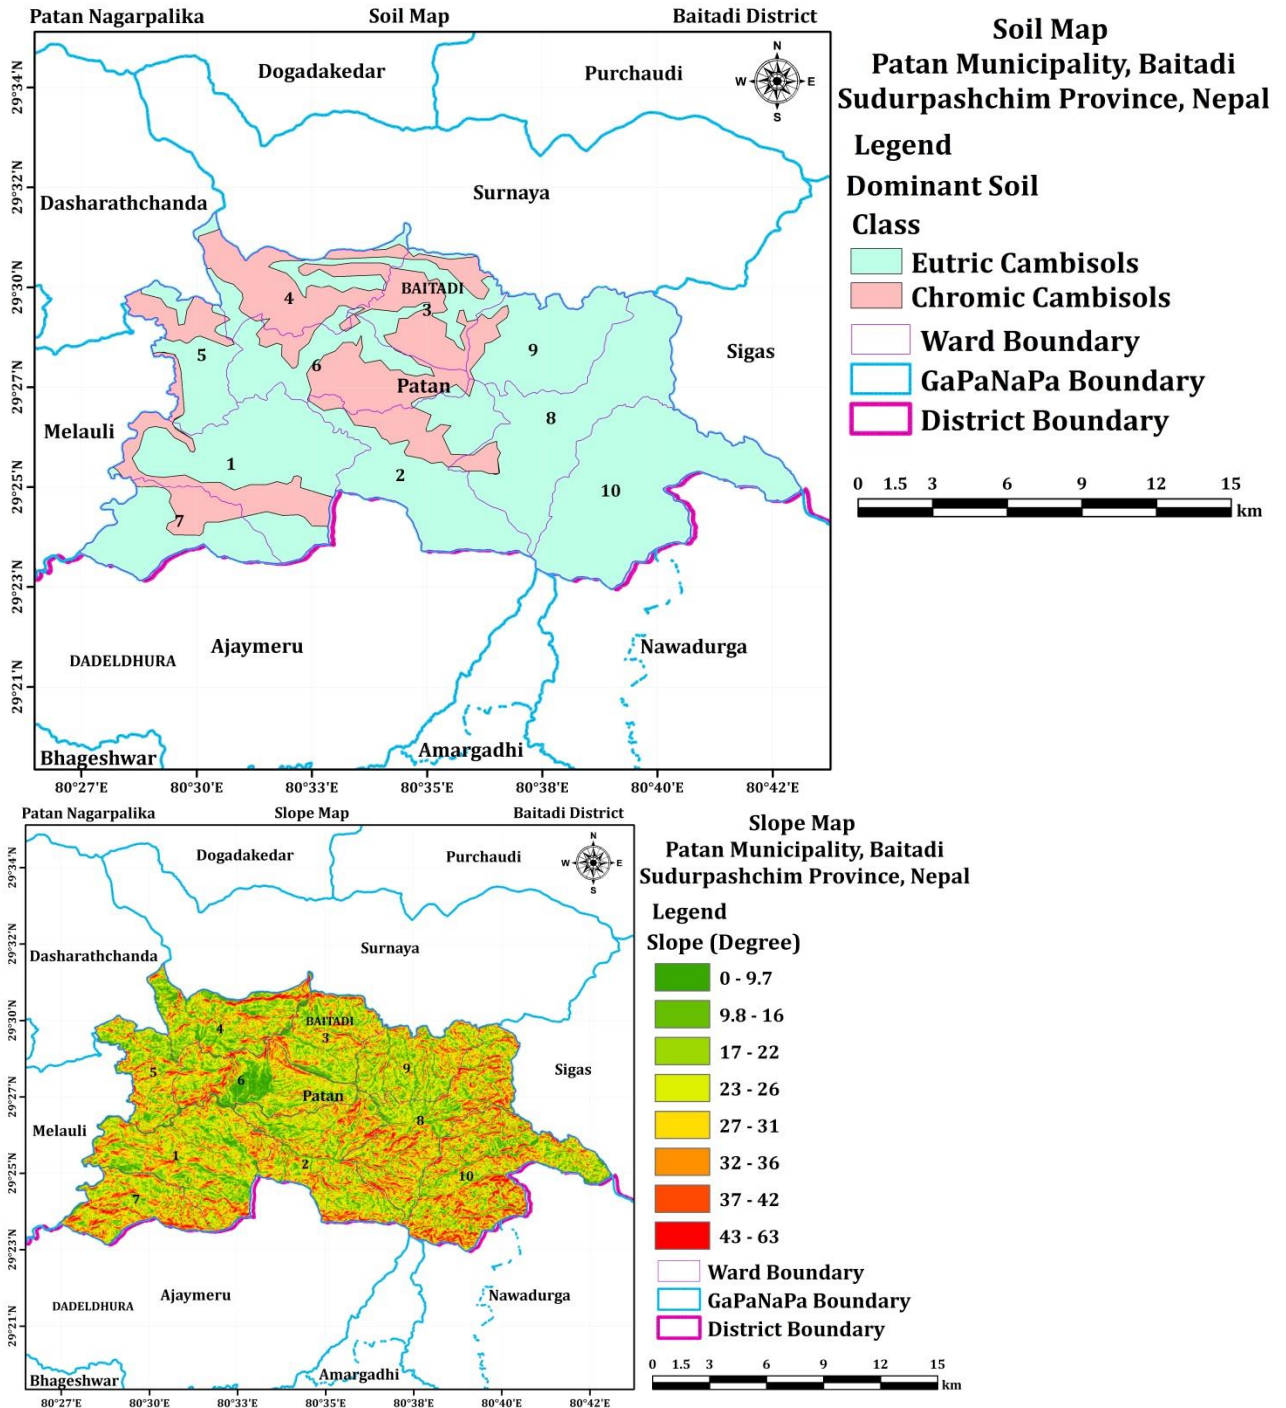 Patan Nagarpalika Soil Map Baitadi District
Soil Map
Patan Municipality, Baitadi
Sudurpashchim Province, Nepal
Legend
Dominant Soil
Class
Eutric Cambisols
Chromic Cambisols
Ward Boundary
GaPaNaPa Boundary
District Boundary
0 1.5 3 6 9 12 15
km
N
W E
S
Dogadakedar
Purchaudi
Surnaya
Dasharathchanda
BAITADI
4
3
5
6
9
Patan
Sigas
Melauli
8
1
2
10
7
Ajaymeru
Nawadurga
DADELDHURA
Amargadhi
Bhageshwar
29°34'N
29°32'N
29°30'N
29°27'N
29°25'N
29°23'N
29°21'N
80°27'E 80°30'E 80°33'E 80°35'E 80°38'E 80°40'E 80°42'E
Patan Nagarpalika Slope Map Baitadi District
Slope Map
Patan Municipality, Baitadi
Sudurpashchim Province, Nepal
Legend
Slope (Degree)
0 - 9.7
9.8 - 16
17 - 22
23 - 26
27 - 31
32 - 36
37 - 42
43 - 63
Ward Boundary
GaPaNaPa Boundary
District Boundary
0 1.5 3 6 9 12 15
km
N
W E
S
Dogadakedar
Purchaudi
Surnaya
Dasharathchanda
BAITADI
4
3
5
6
9
Patan
Sigas
Melauli
8
1
2
10
7
Ajaymeru
Nawadurga
DADELDHURA
Amargadhi
Bhageshwar
29°34'N
29°32'N
29°30'N
29°27'N
29°25'N
29°23'N
29°21'N
80°27'E 80°30'E 80°33'E 80°35'E 80°38'E 80°40'E 80°42'E